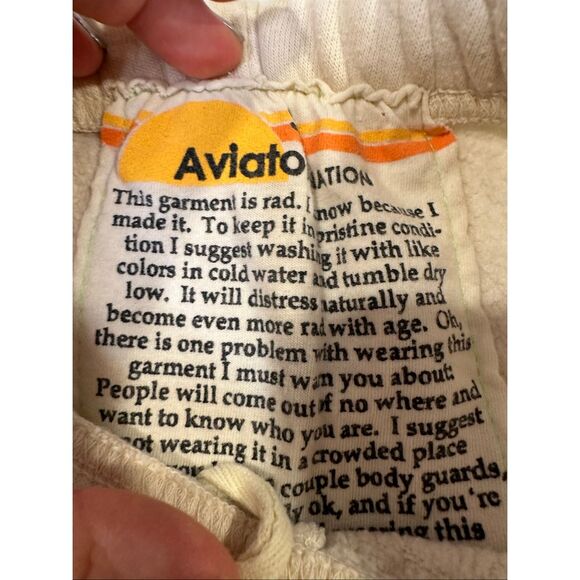 Aviato NATION
This garment is rad. I know because I
made it. To keep it in pristine condi-
tion I suggest washing it with like
colors in cold water and tumble dry
low. It will distress naturally and
become even more rad with age. Oh,
there is one problem with wearing this
garment I must warn you about:
People will come out of no where and
want to know who you are. I suggest
not wearing it in a crowded place
couple body guards,
ok, and if you're
this